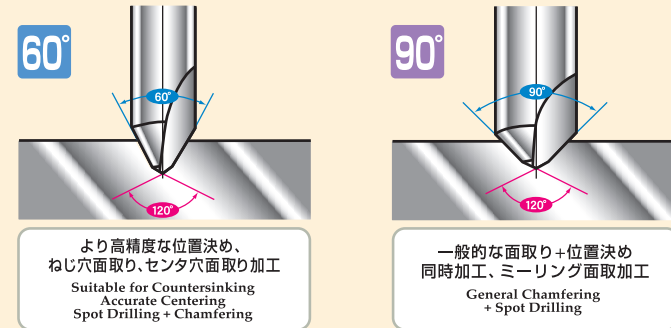 60°
60°
120°
より高精度な位置決め、
ねじ穴面取り、センタ穴面取り加工
Suitable for Countersinking
Accurate Centering
Spot Drilling + Chamfering
90°
90°
120°
一般的な面取り+位置決め
同時加工、ミーリング面取加工
General Chamfering
+ Spot Drilling